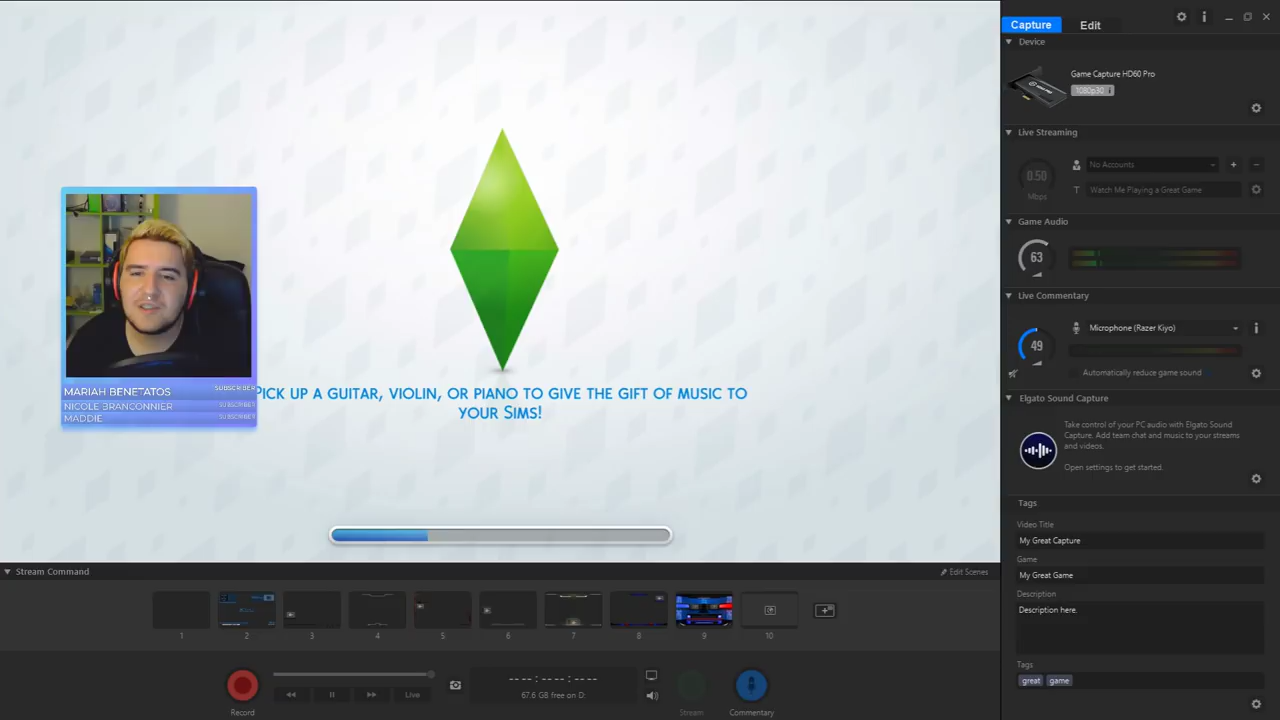 Capture
Edit
Device
Game Capture HD60 Pro
1080p30
Live Streaming
0.50
Mbps
No Accounts
T Watch Me Playing a Great Game
Game Audio
63
Live Commentary
Microphone (Razer Kiyo)
49
Automatically reduce game sound
Elgato Sound Capture
Take control of your PC audio with Elgato Sound
Capture. Add team chat and music to your streams
and videos.
Open settings to get started.
Tags
Video Title
My Great Capture
Game
My Great Game
Description
Description here.
Tags
great game
MARIAH BENETATOS SUBSCRIBER
NICOLE BRANCONNIER SUBSCRIBER
MADDIE SUBSCRIBER
PICK UP A GUITAR, VIOLIN, OR PIANO TO GIVE THE GIFT OF MUSIC TO
YOUR SIMS!
Stream Command
Edit Scenes
1 2 3 4 5 6 7 8 9 10
Live
--:--:--:--
67.6 GB free on D:
Record
Stream
Commentary